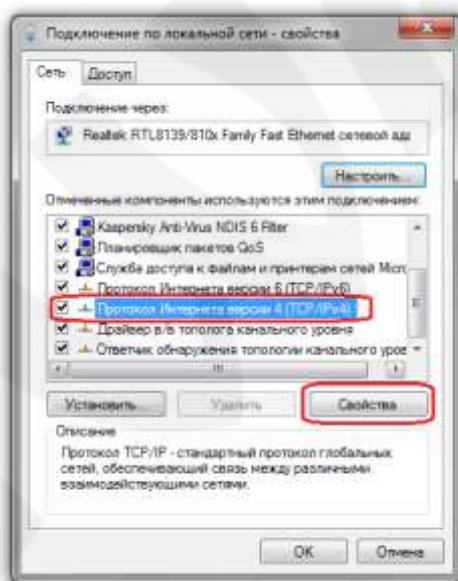 Подключение по локальной сети - свойства
Сеть Доступ
Подключение через:
Realtek RTL8139/810x Family Fast Ethernet сетевой ада
Настроить...
Отмеченные компоненты используются этим подключением:
Kaspersky Anti-Virus NDIS 6 Filter
Планировщик пакетов QoS
Служба доступа к файлам и принтерам сетей Micro
Протокол Интернета версии 6 (TCP/IPv6)
Протокол Интернета версии 4 (TCP/IPv4)
Драйвер в/в тополога канального уровня
Ответчик обнаружения топологии канального уров
Установить... Удалить Свойства
Описание
Протокол TCP/IP - стандартный протокол глобальных
сетей, обеспечивающий связь между различными
взаимодействующими сетями.
OK Отмена